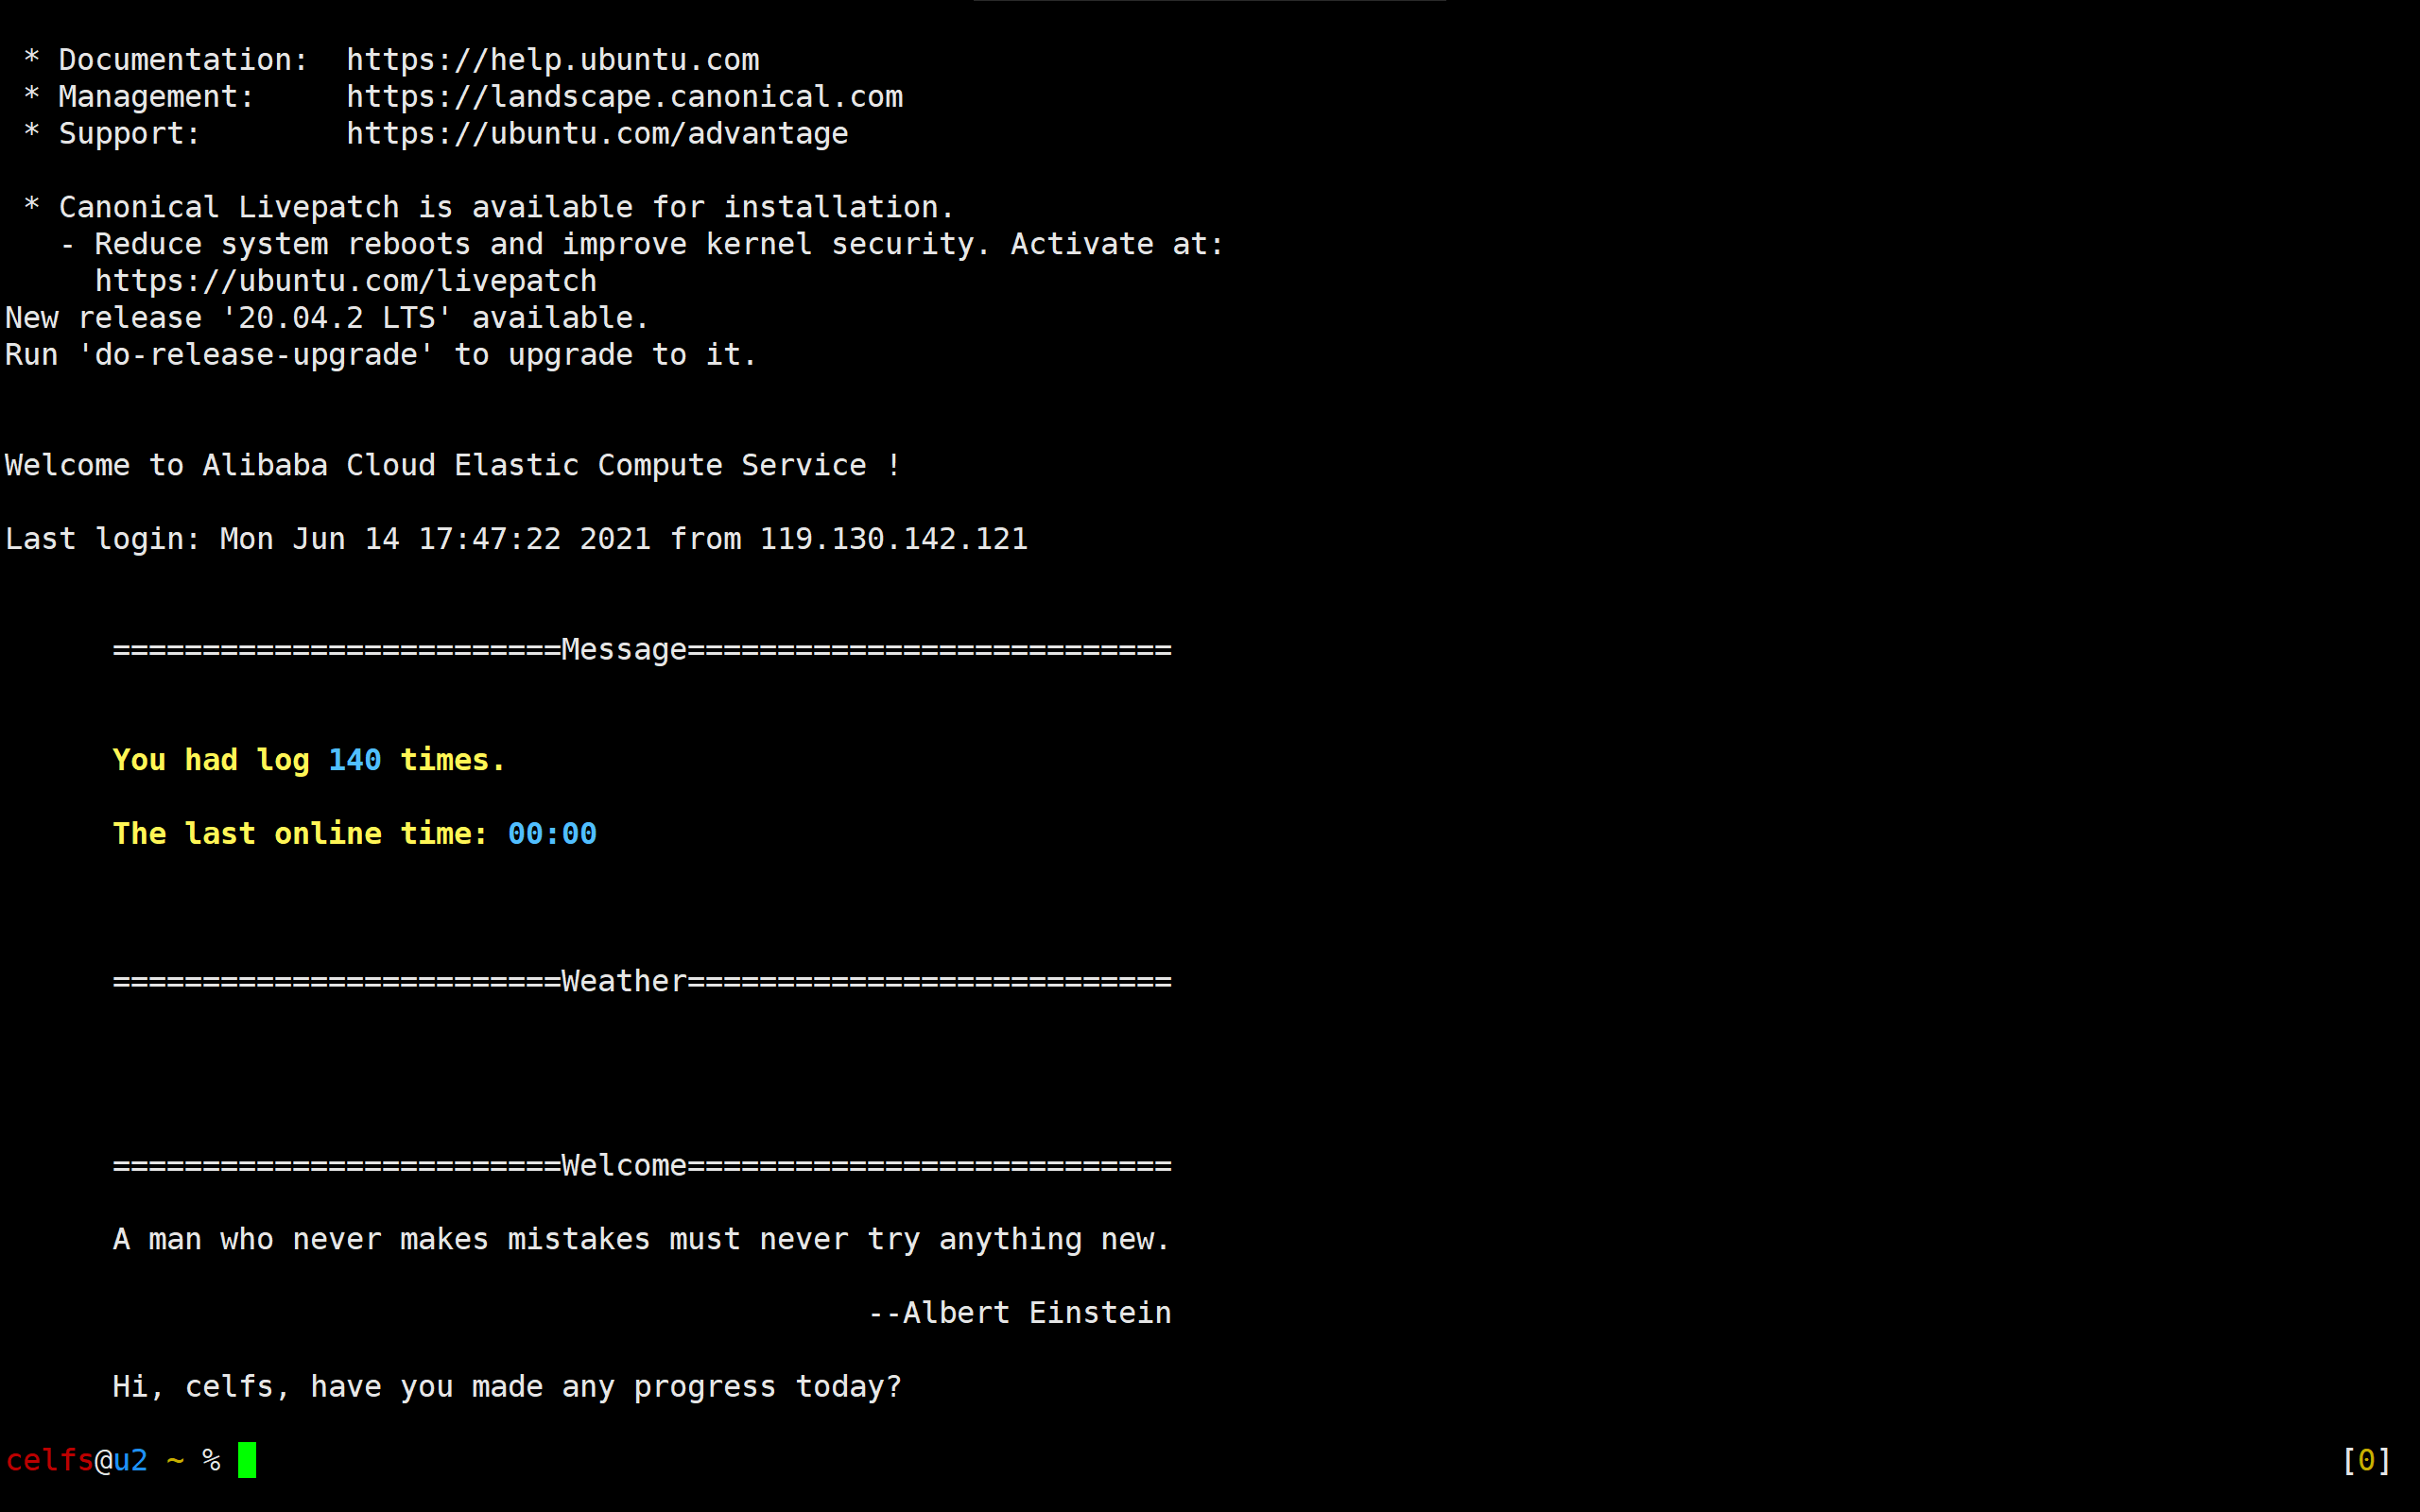 * Documentation:  https://help.ubuntu.com
 * Management:     https://landscape.canonical.com
 * Support:        https://ubuntu.com/advantage
 * Canonical Livepatch is available for installation.
   - Reduce system reboots and improve kernel security. Activate at:
     https://ubuntu.com/livepatch
New release '20.04.2 LTS' available.
Run 'do-release-upgrade' to upgrade to it.
Welcome to Alibaba Cloud Elastic Compute Service !
Last login: Mon Jun 14 17:47:22 2021 from 119.130.142.121
=========================Message===========================
You had log 140 times.
The last online time: 00:00
=========================Weather===========================
=========================Welcome===========================
A man who never makes mistakes must never try anything new.
--Albert Einstein
Hi, celfs, have you made any progress today?
celfs@u2 ~ % [0]